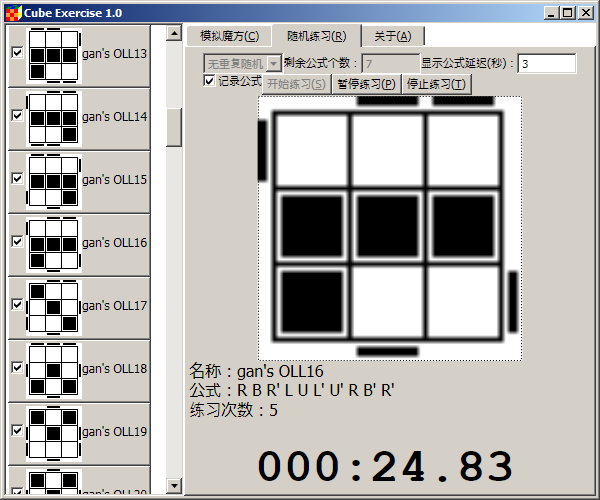 Cube Exercise 1.0
gan's OLL13
gan's OLL14
gan's OLL15
gan's OLL16
gan's OLL17
gan's OLL18
gan's OLL19
gan's OLL20
模拟魔方(C) 随机练习(R) 关于(A)
无重复随机 剩余公式个数：7 显示公式延迟(秒)：3
记录公式 开始练习(S) 暂停练习(P) 停止练习(T)
名称：gan's OLL16
公式：R B R' L U L' U' R B' R'
练习次数：5
000:24.83